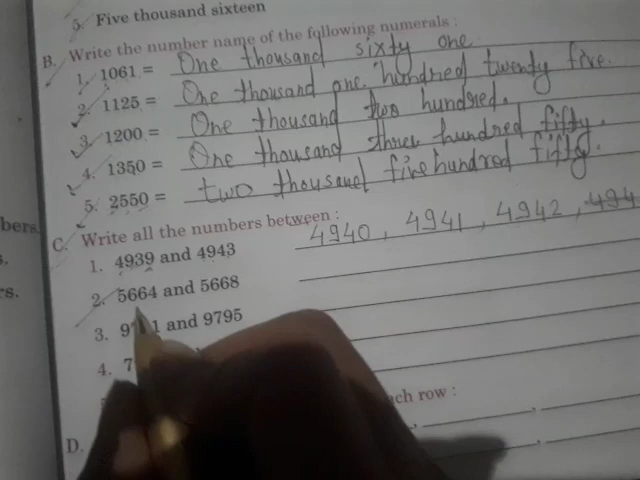 5. Five thousand sixteen
B. Write the number name of the following numerals :
1. 1061 = One thousand sixty one
2. 1125 = One thousand one hundred twenty five.
3. 1200 = One thousand two hundred.
4. 1350 = One thousand three hundred fifty.
5. 2550 = two thousand five hundred fifty.
bers.
C. Write all the numbers between :
1. 4939 and 4943 4940, 4941, 4942, 494
s.
2. 5664 and 5668
rs.
3. and 9795
4. 7
ch row :
D.